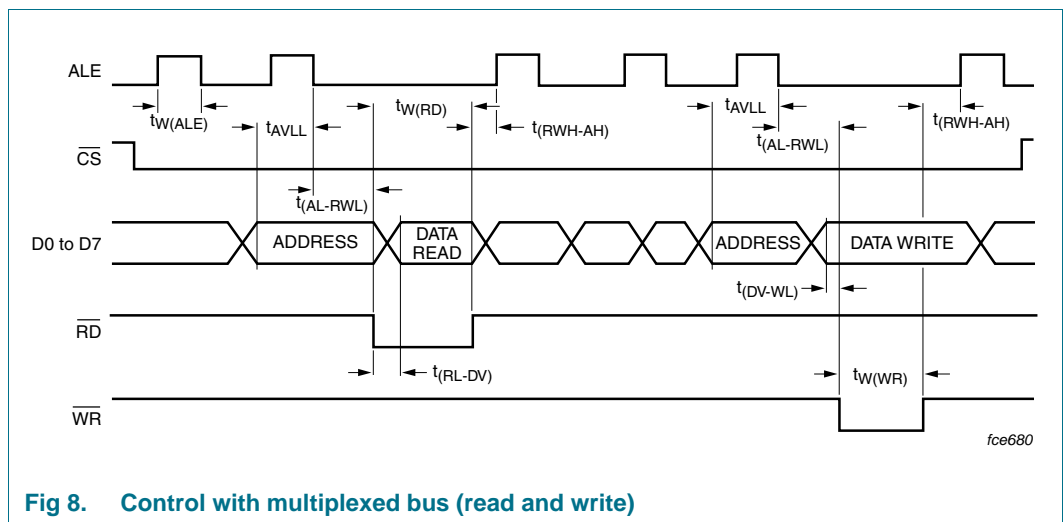 ALE
tW(ALE)
tAVLL
tW(RD)
t(RWH-AH)
tAVLL
t(AL-RWL)
t(RWH-AH)
CS
t(AL-RWL)
D0 to D7
ADDRESS
DATA
READ
ADDRESS
DATA WRITE
t(DV-WL)
RD
t(RL-DV)
tW(WR)
WR
fce680
Fig 8. Control with multiplexed bus (read and write)